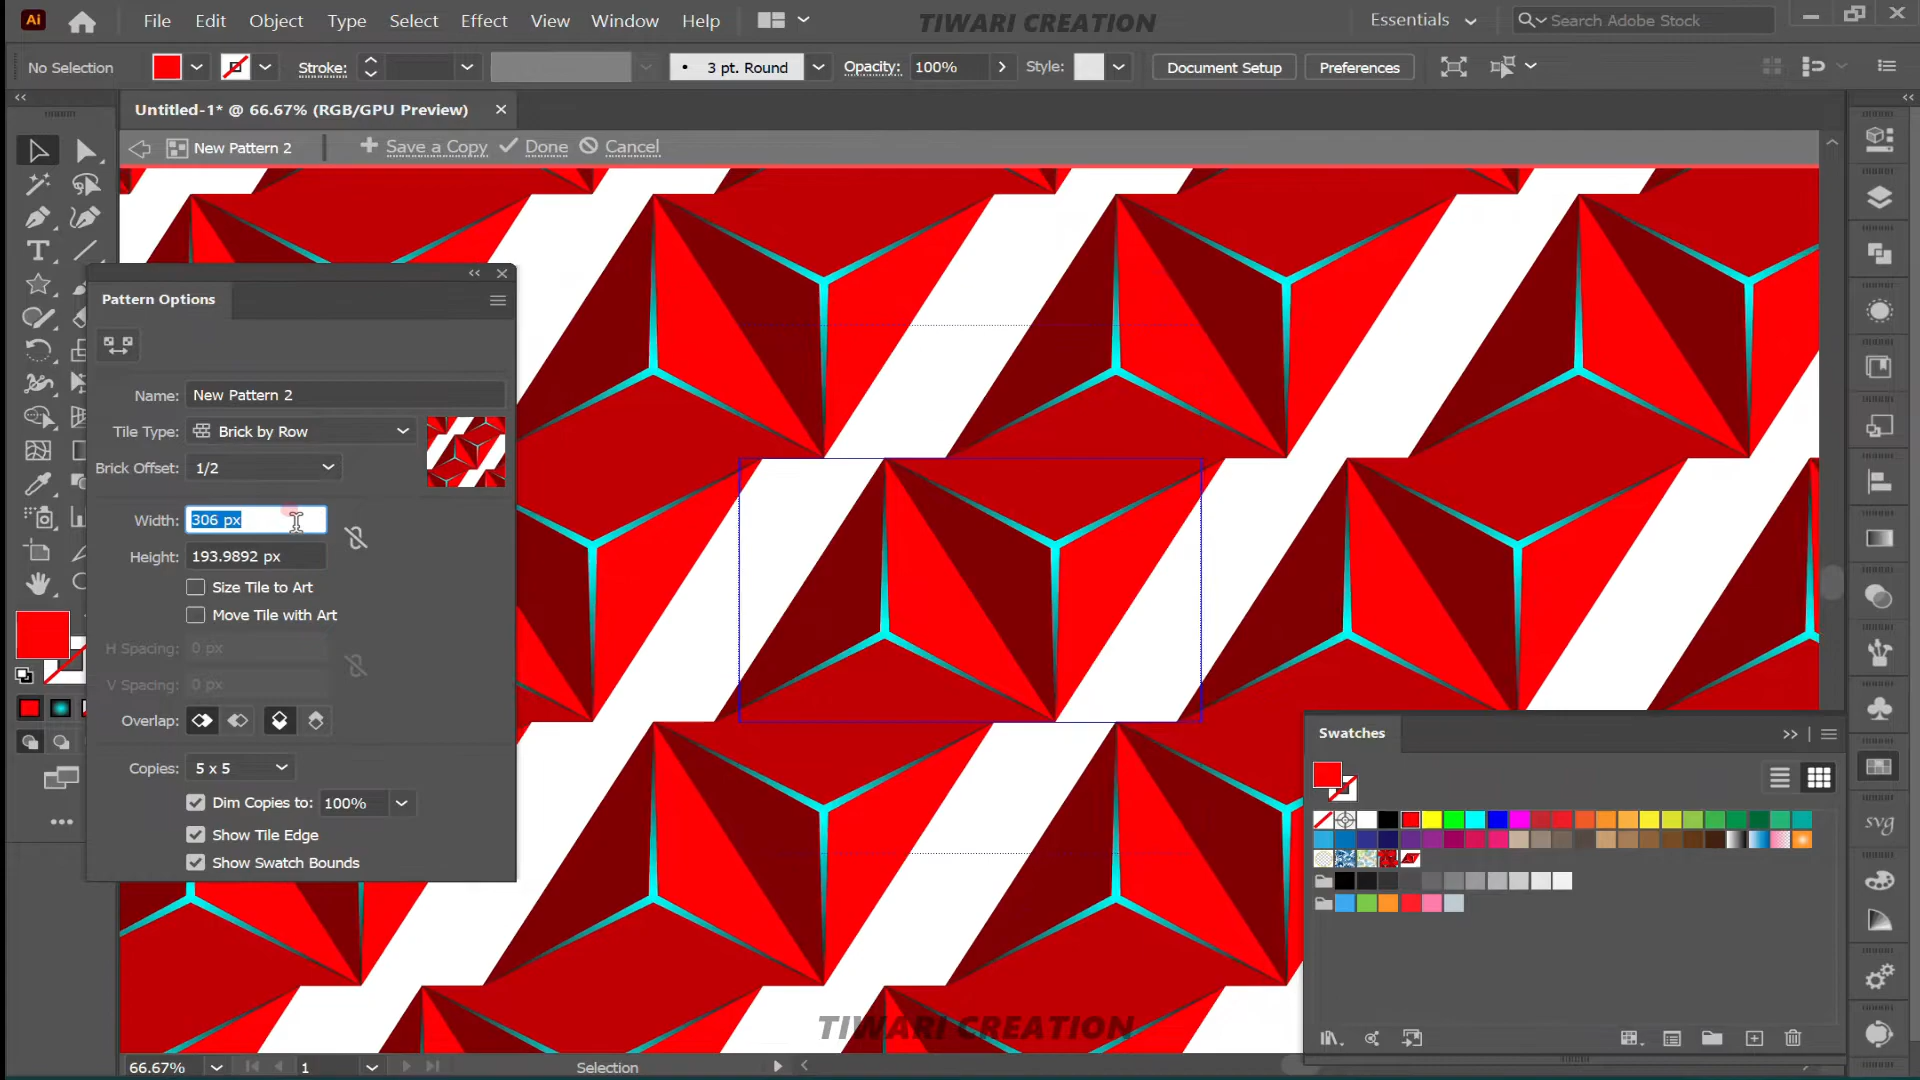 Ai File Edit Object Type Select Effect View Window Help TIWARI CREATION Essentials Search Adobe Stock
No Selection Stroke: 3 pt. Round Opacity: 100% Style: Document Setup Preferences
Untitled-1* @ 66.67% (RGB/GPU Preview)
New Pattern 2 Save a Copy Done Cancel
Pattern Options
Name: New Pattern 2
Tile Type: Brick by Row
Brick Offset: 1/2
Width: 306 px
Height: 193.9892 px
Size Tile to Art
Move Tile with Art
H Spacing: 0 px
V Spacing: 0 px
Overlap:
Copies: 5 x 5
Dim Copies to: 100%
Show Tile Edge
Show Swatch Bounds
Swatches
svg
TIWARI CREATION
66.67% 1 Selection